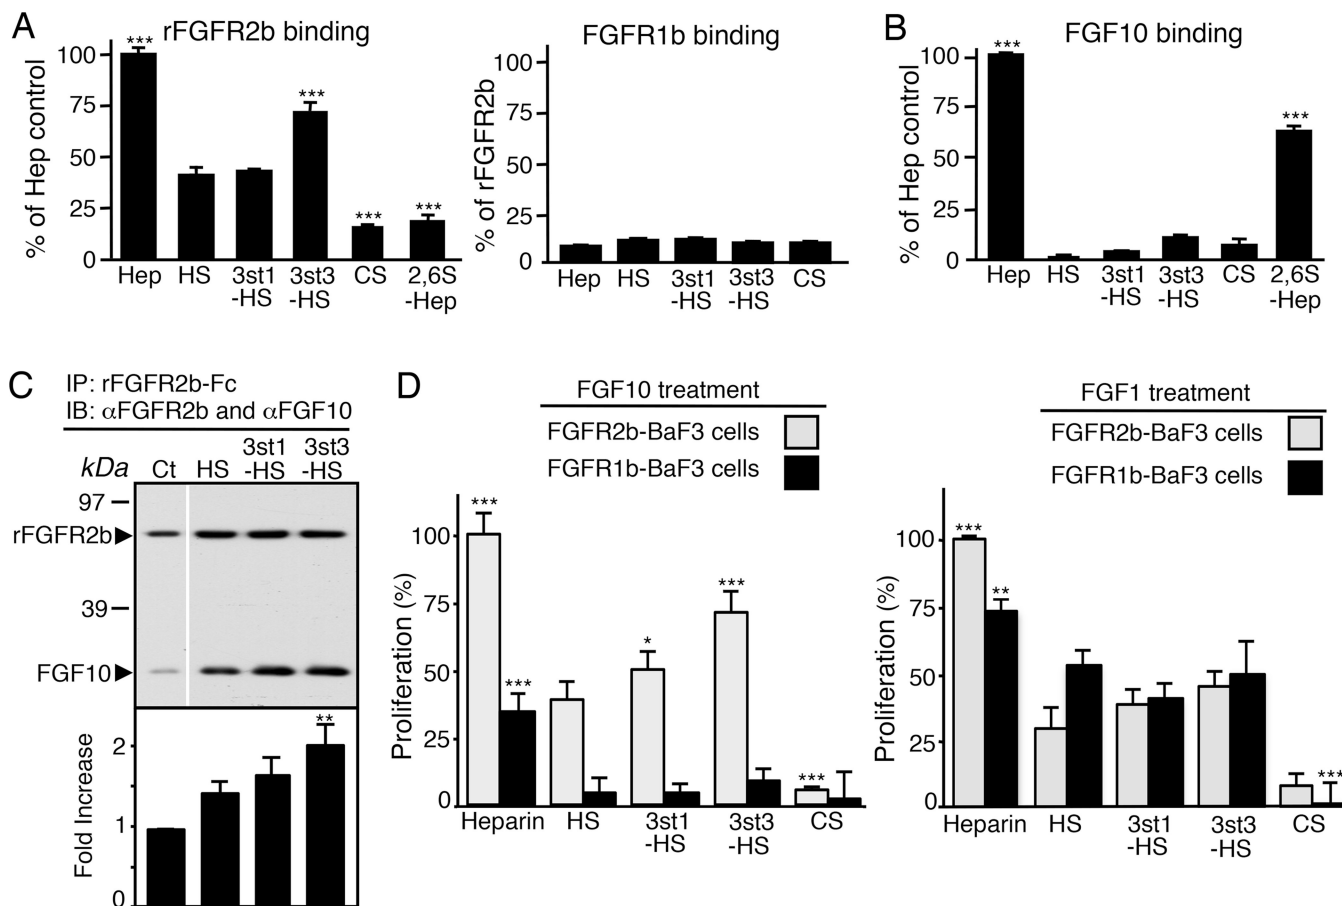 A
rFGFR2b binding
% of Hep control
100
75
50
25
0
***
***
***
***
Hep
HS
3st1
-HS
3st3
-HS
CS
2,6S
-Hep
FGFR1b binding
% of rFGFR2b
100
75
50
25
0
Hep
HS
3st1
-HS
3st3
-HS
CS
B
FGF10 binding
% of Hep control
100
75
50
25
0
***
***
Hep
HS
3st1
-HS
3st3
-HS
CS
2,6S
-Hep
C
IP: rFGFR2b-Fc
IB: αFGFR2b and αFGF10
kDa
Ct
HS
3st1
-HS
3st3
-HS
97
rFGFR2b
39
FGF10
Fold Increase
2
1
0
**
D
FGF10 treatment
FGFR2b-BaF3 cells
FGFR1b-BaF3 cells
Proliferation (%)
100
75
50
25
0
***
***
*
***
***
Heparin
HS
3st1
-HS
3st3
-HS
CS
FGF1 treatment
FGFR2b-BaF3 cells
FGFR1b-BaF3 cells
Proliferation (%)
100
75
50
25
0
***
**
***
Heparin
HS
3st1
-HS
3st3
-HS
CS